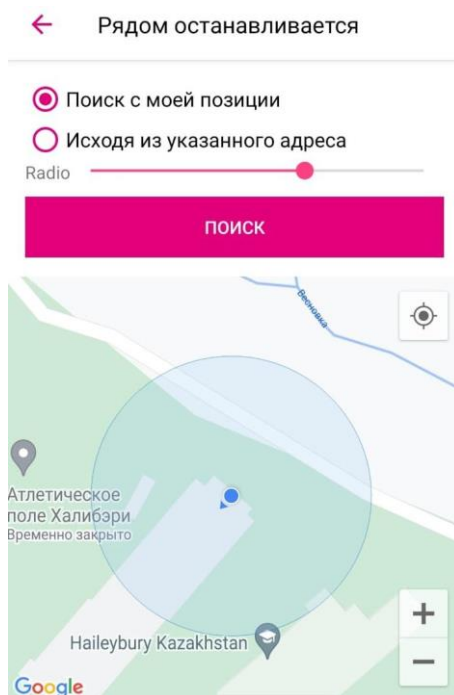 Рядом останавливается
Поиск с моей позиции
Исходя из указанного адреса
Radio
ПОИСК
Весновка
Атлетическое
поле Халибэри
Временно закрыто
Haileybury Kazakhstan
Google